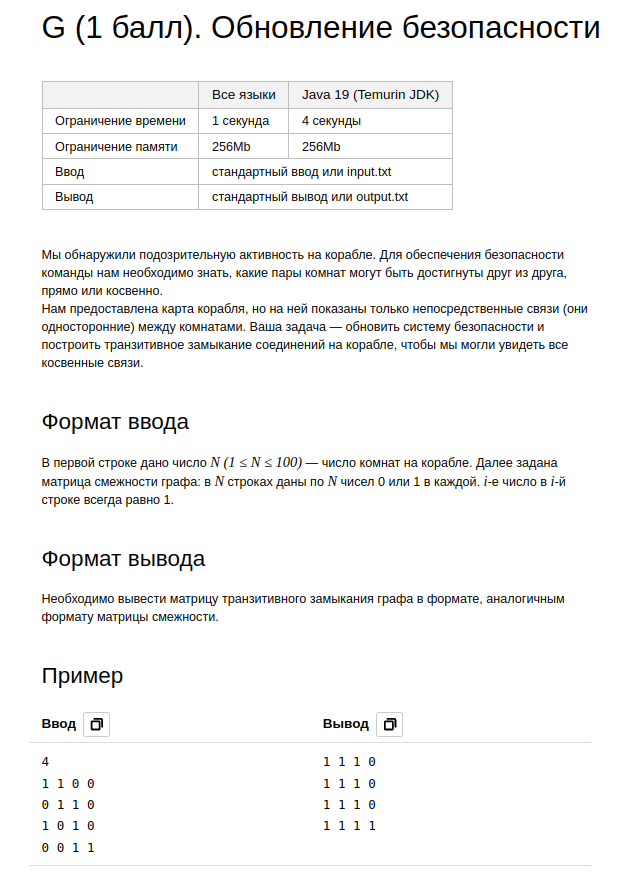 G (1 балл). Обновление безопасности
Все языки Java 19 (Temurin JDK)
Ограничение времени 1 секунда 4 секунды
Ограничение памяти 256Mb 256Mb
Ввод стандартный ввод или input.txt
Вывод стандартный вывод или output.txt
Мы обнаружили подозрительную активность на корабле. Для обеспечения безопасности
команды нам необходимо знать, какие пары комнат могут быть достигнуты друг из друга,
прямо или косвенно.
Нам предоставлена карта корабля, но на ней показаны только непосредственные связи (они
односторонние) между комнатами. Ваша задача — обновить систему безопасности и
построить транзитивное замыкание соединений на корабле, чтобы мы могли увидеть все
косвенные связи.
Формат ввода
В первой строке дано число N (1 ≤ N ≤ 100) — число комнат на корабле. Далее задана
матрица смежности графа: в N строках даны по N чисел 0 или 1 в каждой. i-е число в i-й
строке всегда равно 1.
Формат вывода
Необходимо вывести матрицу транзитивного замыкания графа в формате, аналогичным
формату матрицы смежности.
Пример
Ввод Вывод
4 1 1 1 0
1 1 0 0 1 1 1 0
0 1 1 0 1 1 1 0
1 0 1 0 1 1 1 1
0 0 1 1